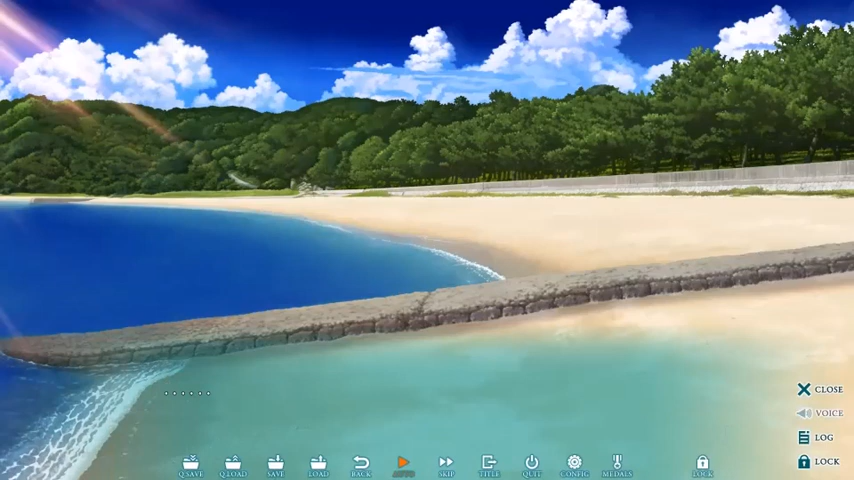 ......
CLOSE
VOICE
LOG
LOCK
Q.SAVE Q.LOAD SAVE LOAD BACK AUTO SKIP TITLE QUIT CONFIG MEDALS LOCK